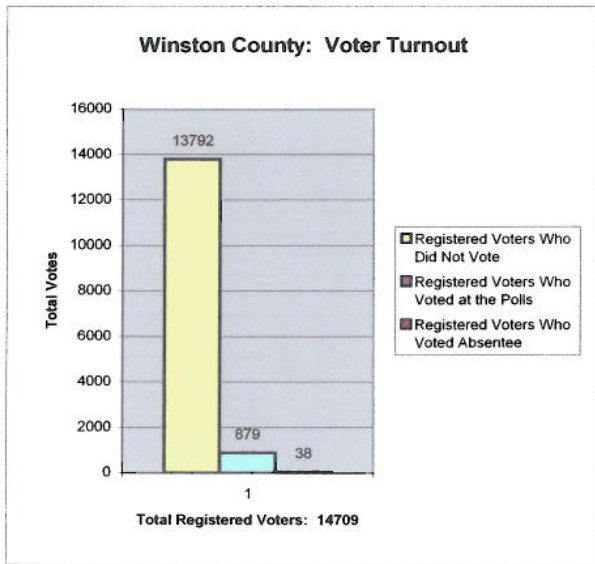 Winston County: Voter Turnout
16000
14000
12000
10000
8000
6000
4000
2000
0
Total Votes
13792
879
38
1
Total Registered Voters: 14709
Registered Voters Who
Did Not Vote
Registered Voters Who
Voted at the Polls
Registered Voters Who
Voted Absentee